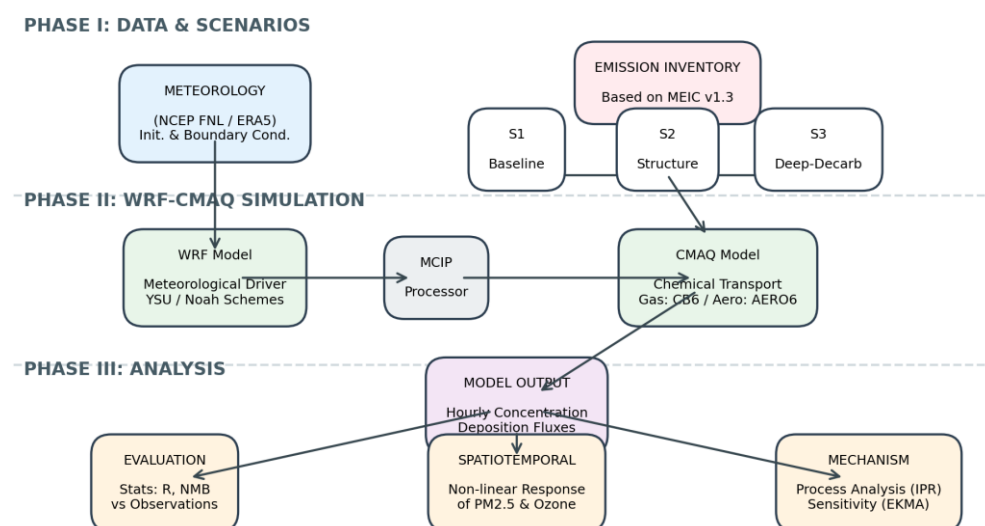 PHASE I: DATA & SCENARIOS
METEOROLOGY
(NCEP FNL / ERA5)
Init. & Boundary Cond.
EMISSION INVENTORY
Based on MEIC v1.3
S1
Baseline
S2
Structure
S3
Deep-Decarb
PHASE II: WRF-CMAQ SIMULATION
WRF Model
Meteorological Driver
YSU / Noah Schemes
MCIP
Processor
CMAQ Model
Chemical Transport
Gas: CB6 / Aero: AERO6
PHASE III: ANALYSIS
MODEL OUTPUT
Hourly Concentration
Deposition Fluxes
EVALUATION
Stats: R, NMB
vs Observations
SPATIOTEMPORAL
Non-linear Response
of PM2.5 & Ozone
MECHANISM
Process Analysis (IPR)
Sensitivity (EKMA)